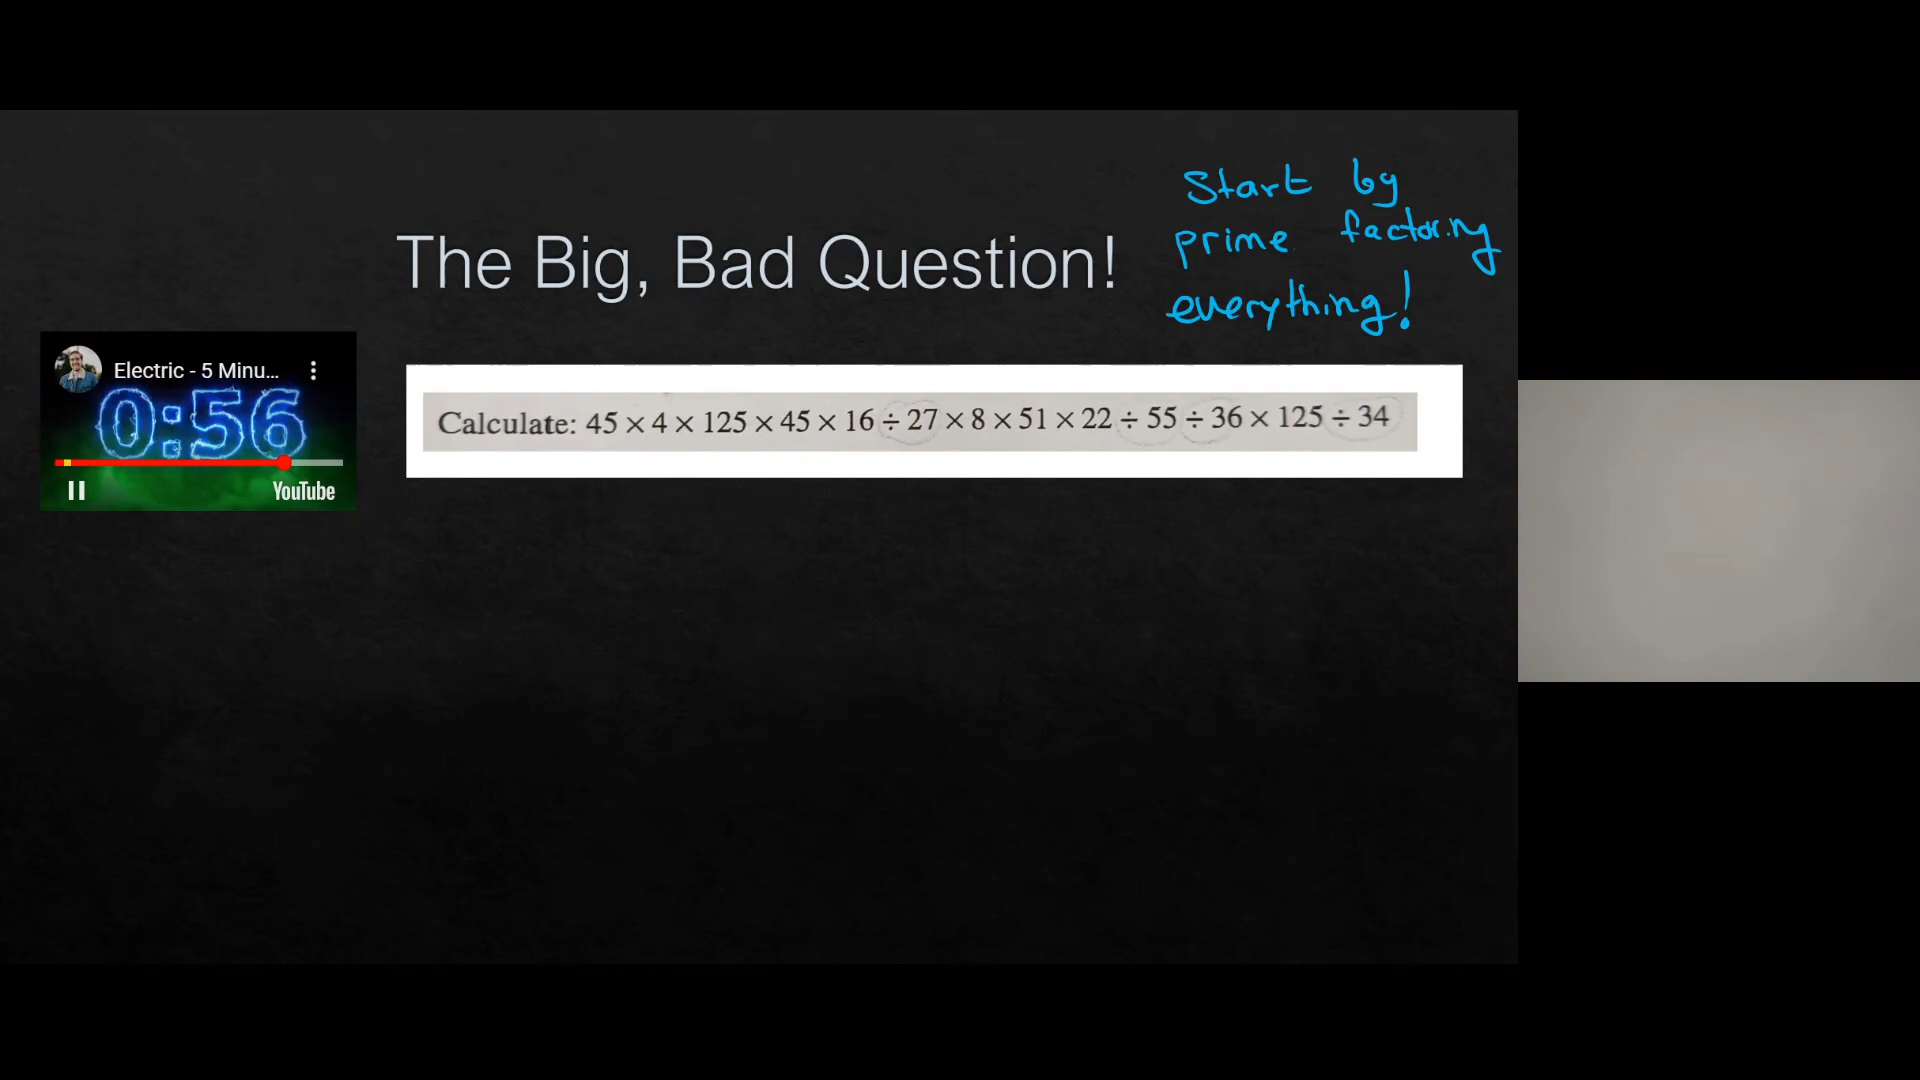 Start by
prime factoring
everything!
The Big, Bad Question!
Electric - 5 Minu...
0:56
YouTube
Calculate: 45 × 4 × 125 × 45 × 16 ÷ 27 × 8 × 51 × 22 ÷ 55 ÷ 36 × 125 ÷ 34